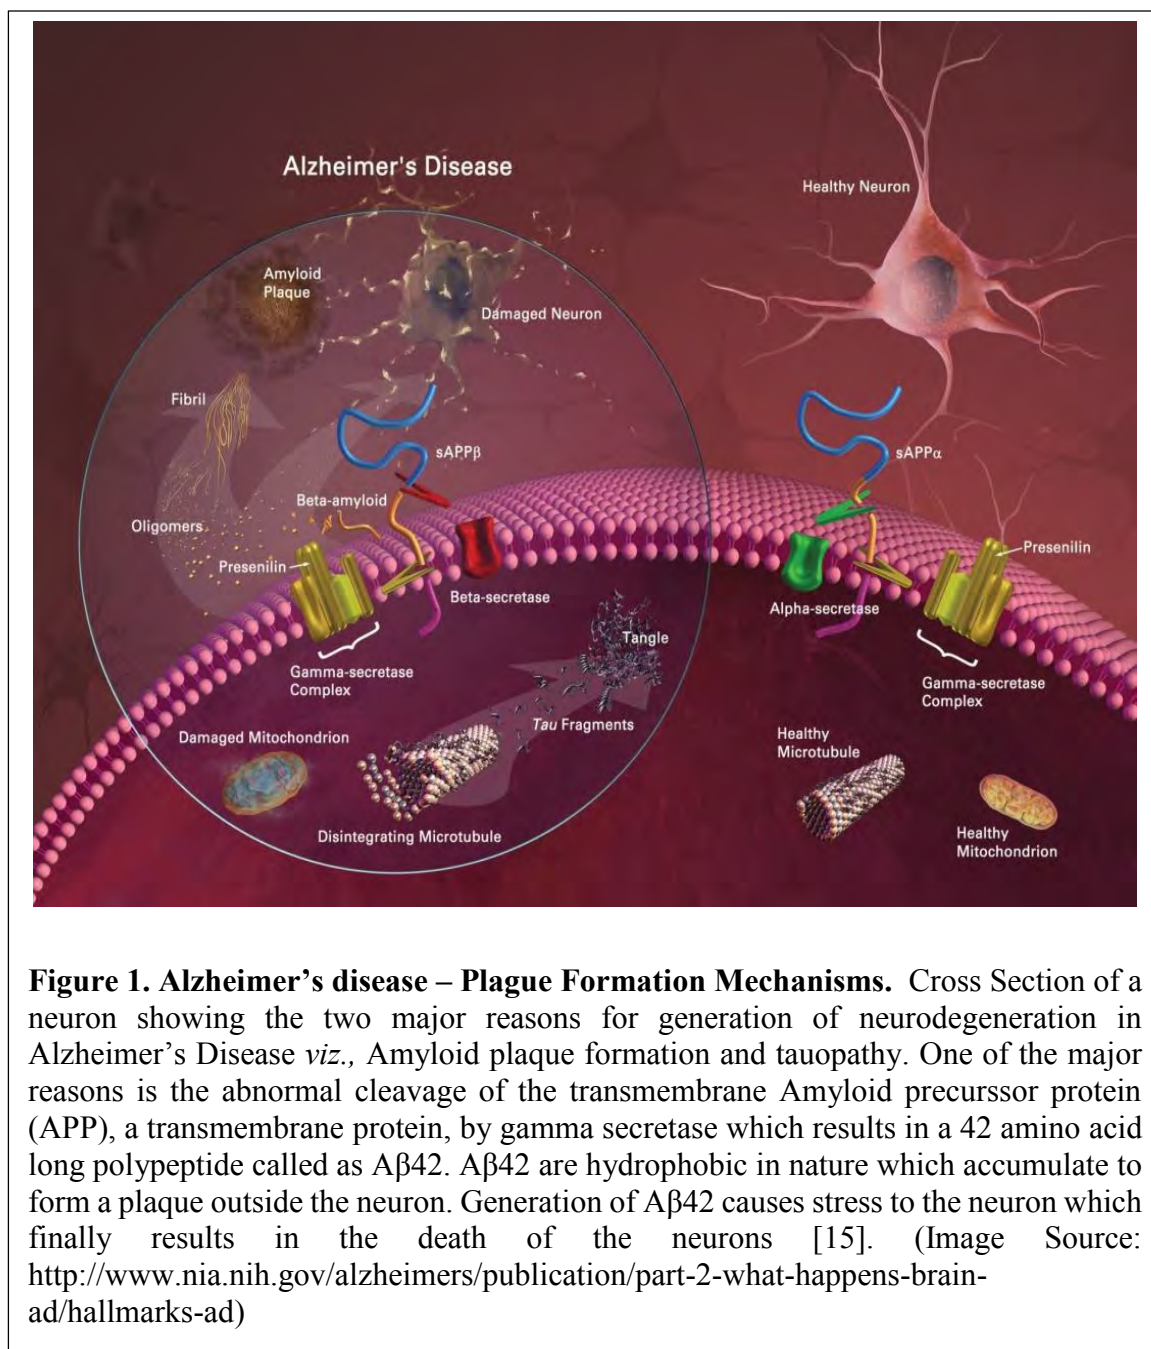 Alzheimer's Disease
Healthy Neuron
Amyloid
Plaque
Damaged Neuron
Fibril
sAPPβ
sAPPα
Beta-amyloid
Oligomers
Presenilin
Presenilin
Beta-secretase
Alpha-secretase
Tangle
Gamma-secretase
Complex
Gamma-secretase
Complex
Tau Fragments
Damaged Mitochondrion
Healthy
Microtubule
Disintegrating Microtubule
Healthy
Mitochondrion
Figure 1. Alzheimer’s disease – Plague Formation Mechanisms. Cross Section of a
neuron showing the two major reasons for generation of neurodegeneration in
Alzheimer’s Disease viz., Amyloid plaque formation and tauopathy. One of the major
reasons is the abnormal cleavage of the transmembrane Amyloid precurssor protein
(APP), a transmembrane protein, by gamma secretase which results in a 42 amino acid
long polypeptide called as Aβ42. Aβ42 are hydrophobic in nature which accumulate to
form a plaque outside the neuron. Generation of Aβ42 causes stress to the neuron which
finally results in the death of the neurons [15]. (Image Source:
http://www.nia.nih.gov/alzheimers/publication/part-2-what-happens-brain-
ad/hallmarks-ad)